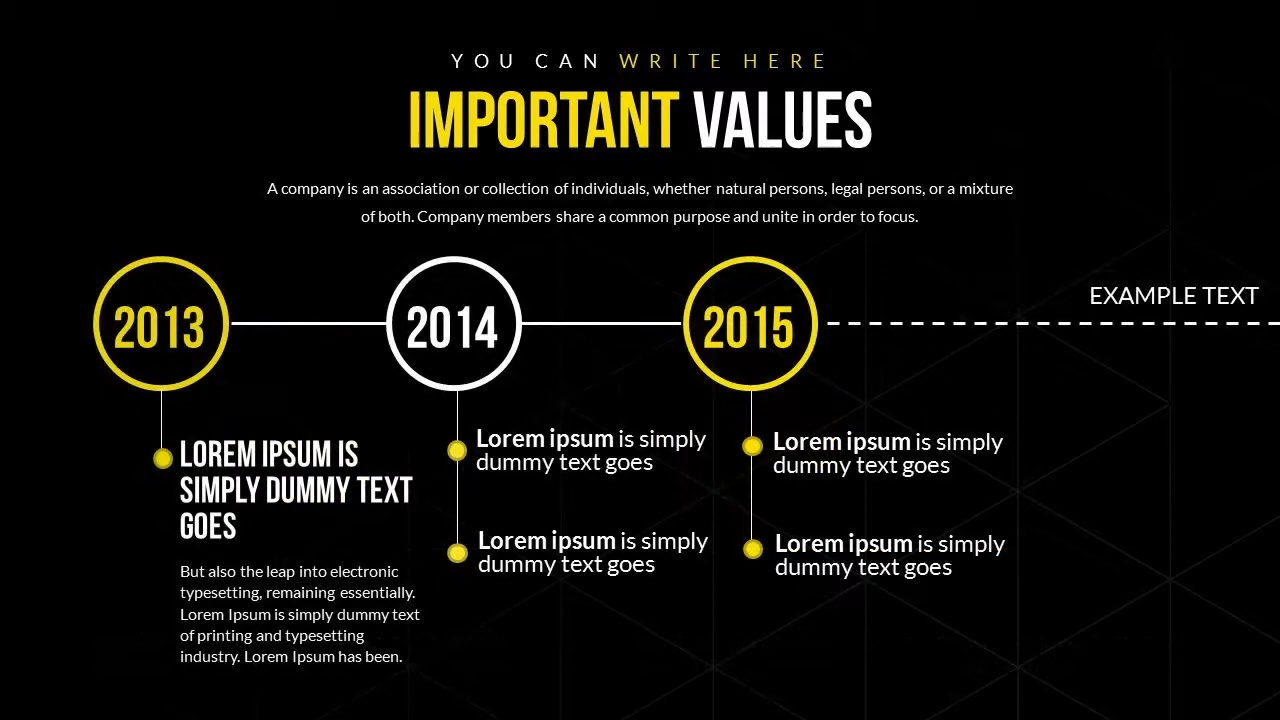 YOU CAN WRITE HERE
IMPORTANT VALUES
A company is an association or collection of individuals, whether natural persons, legal persons, or a mixture
of both. Company members share a common purpose and unite in order to focus.
EXAMPLE TEXT
2013
2014
2015
LOREM IPSUM IS
SIMPLY DUMMY TEXT
GOES
But also the leap into electronic
typesetting, remaining essentially.
Lorem Ipsum is simply dummy text
of printing and typesetting
industry. Lorem Ipsum has been.
Lorem ipsum is simply
dummy text goes
Lorem ipsum is simply
dummy text goes
Lorem ipsum is simply
dummy text goes
Lorem ipsum is simply
dummy text goes